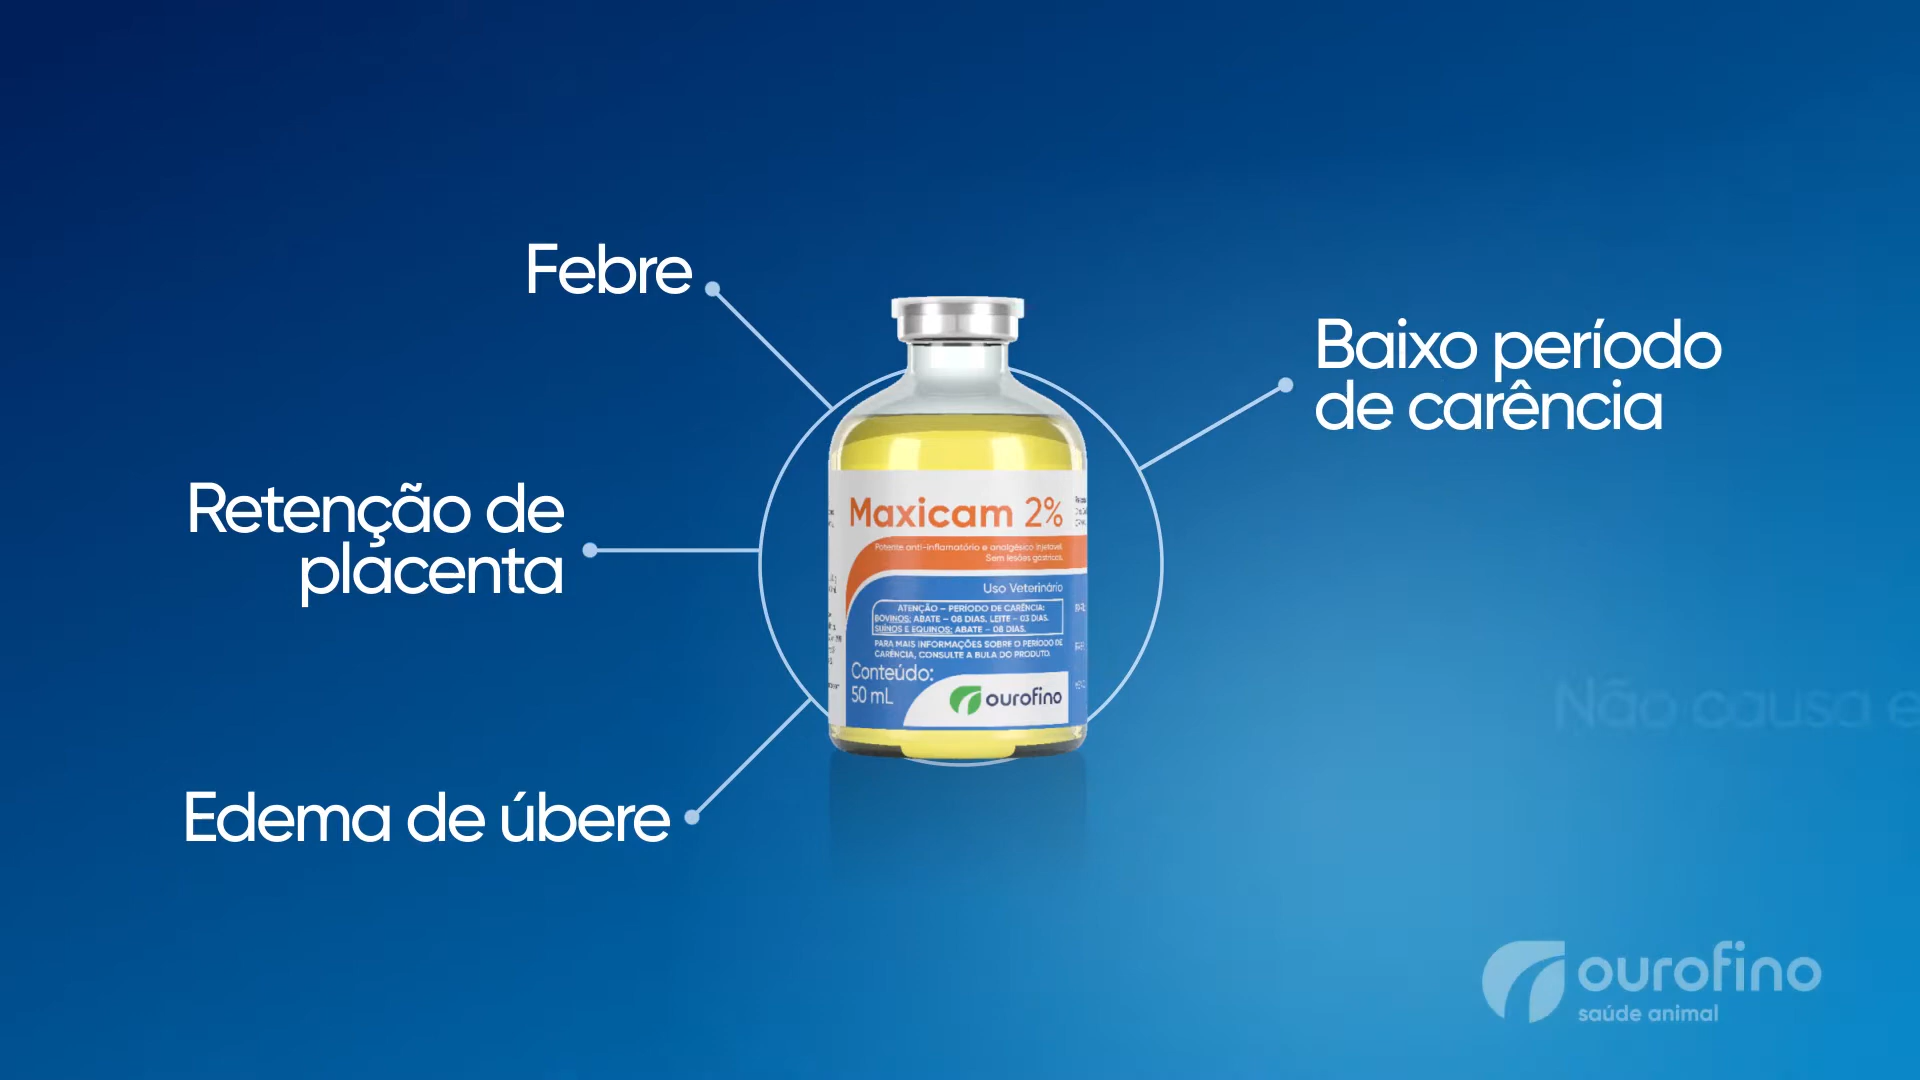 Febre
Baixo período
de carência
Retenção de
placenta
Edema de úbere
Não causa e
Maxicam 2%
Potente anti-inflamatório e analgésico injetável.
Sem lesões gástricas.
Uso Veterinário
ATENÇÃO – PERÍODO DE CARÊNCIA:
BOVINOS: ABATE – 08 DIAS. LEITE – 03 DIAS.
SUÍNOS E EQUINOS: ABATE – 08 DIAS.
PARA MAIS INFORMAÇÕES SOBRE O PERÍODO DE
CARÊNCIA, CONSULTE A BULA DO PRODUTO.
Conteúdo:
50 mL
ourofino
ourofino
saúde animal